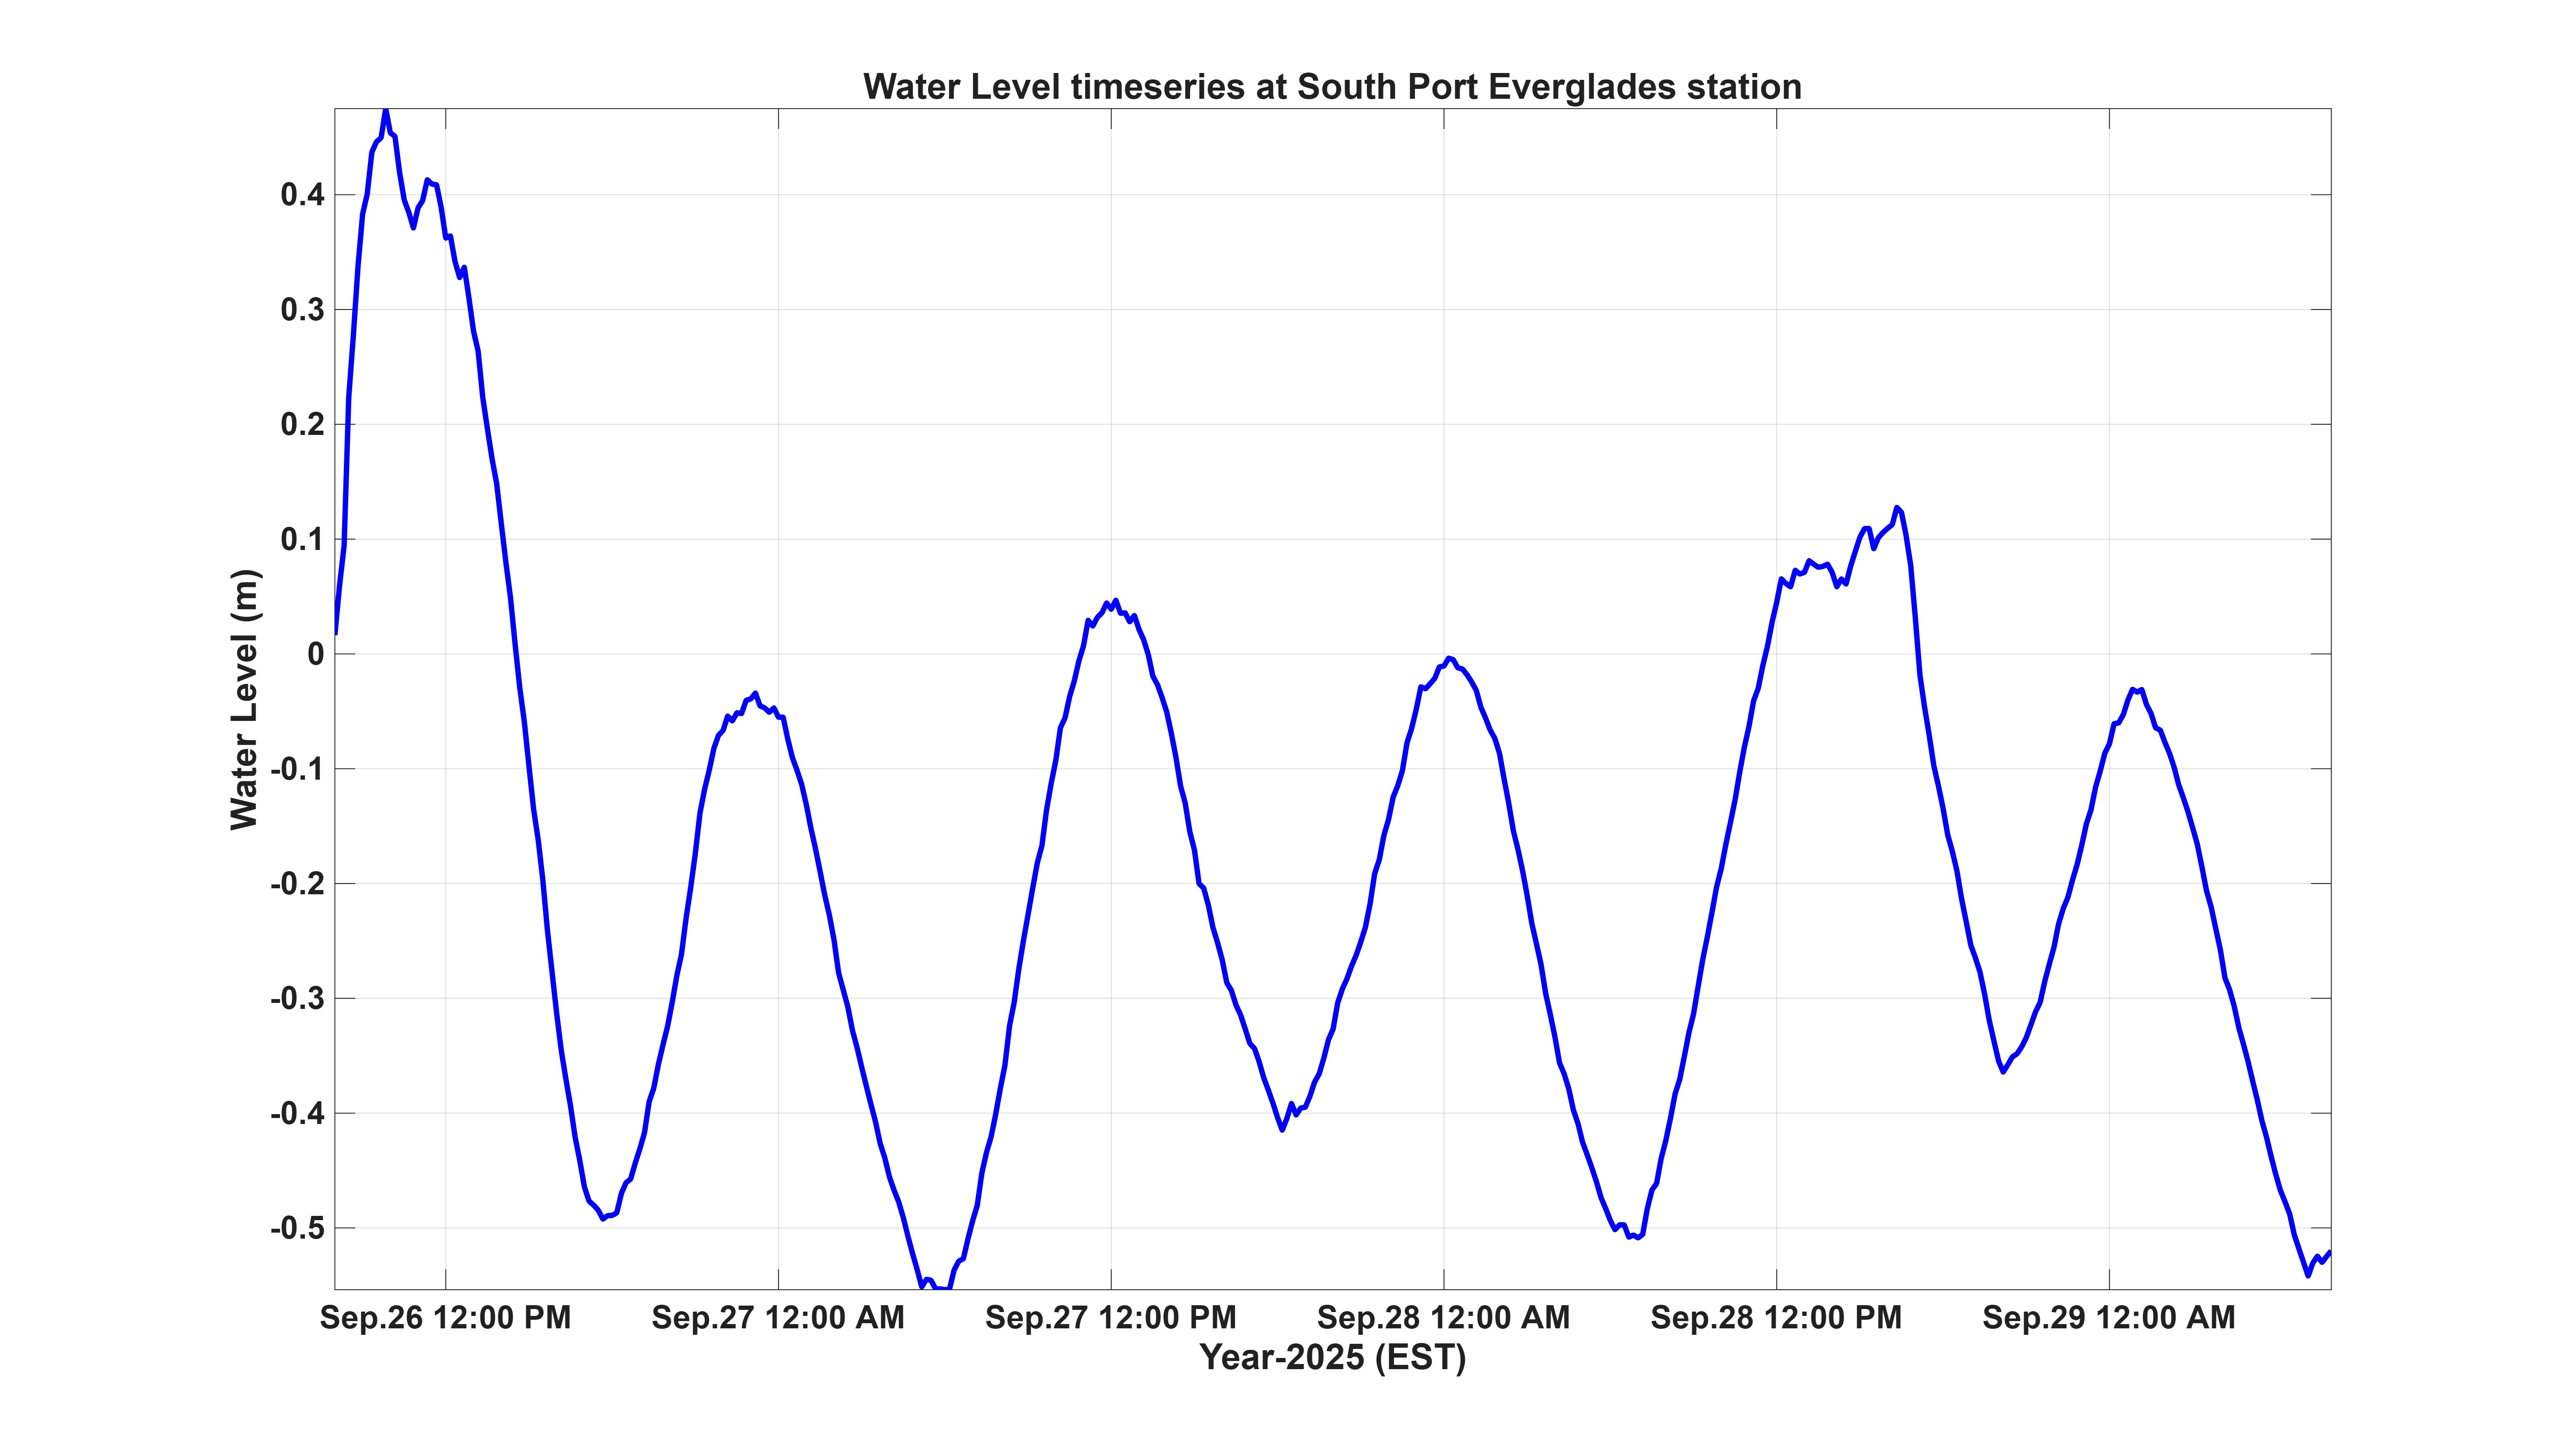 Water Level timeseries at South Port Everglades station
Water Level (m)
0.4
0.3
0.2
0.1
0
-0.1
-0.2
-0.3
-0.4
-0.5
Sep.26 12:00 PM Sep.27 12:00 AM Sep.27 12:00 PM Sep.28 12:00 AM Sep.28 12:00 PM Sep.29 12:00 AM
Year-2025 (EST)